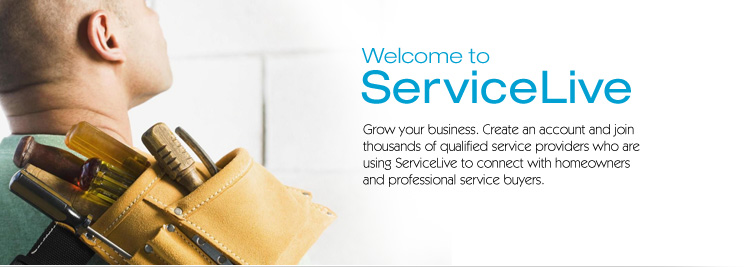 Welcome to
ServiceLive
Grow your business. Create an account and join
thousands of qualified service providers who are
using ServiceLive to connect with homeowners
and professional service buyers.